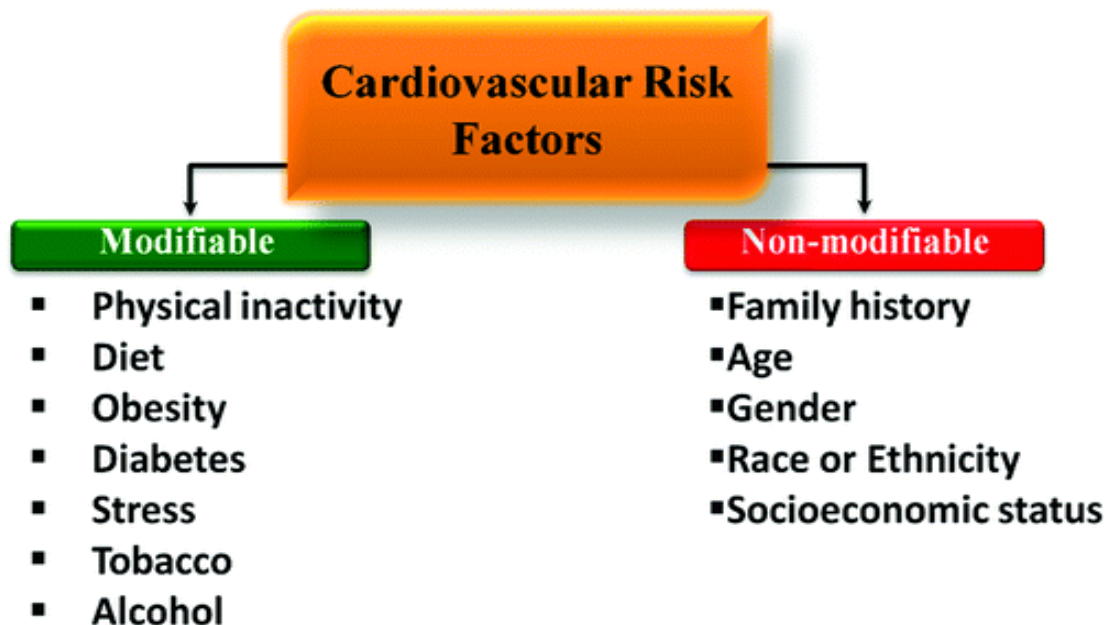 Cardiovascular Risk
Factors
Modifiable
▪ Physical inactivity
▪ Diet
▪ Obesity
▪ Diabetes
▪ Stress
▪ Tobacco
▪ Alcohol
Non-modifiable
▪Family history
▪Age
▪Gender
▪Race or Ethnicity
▪Socioeconomic status